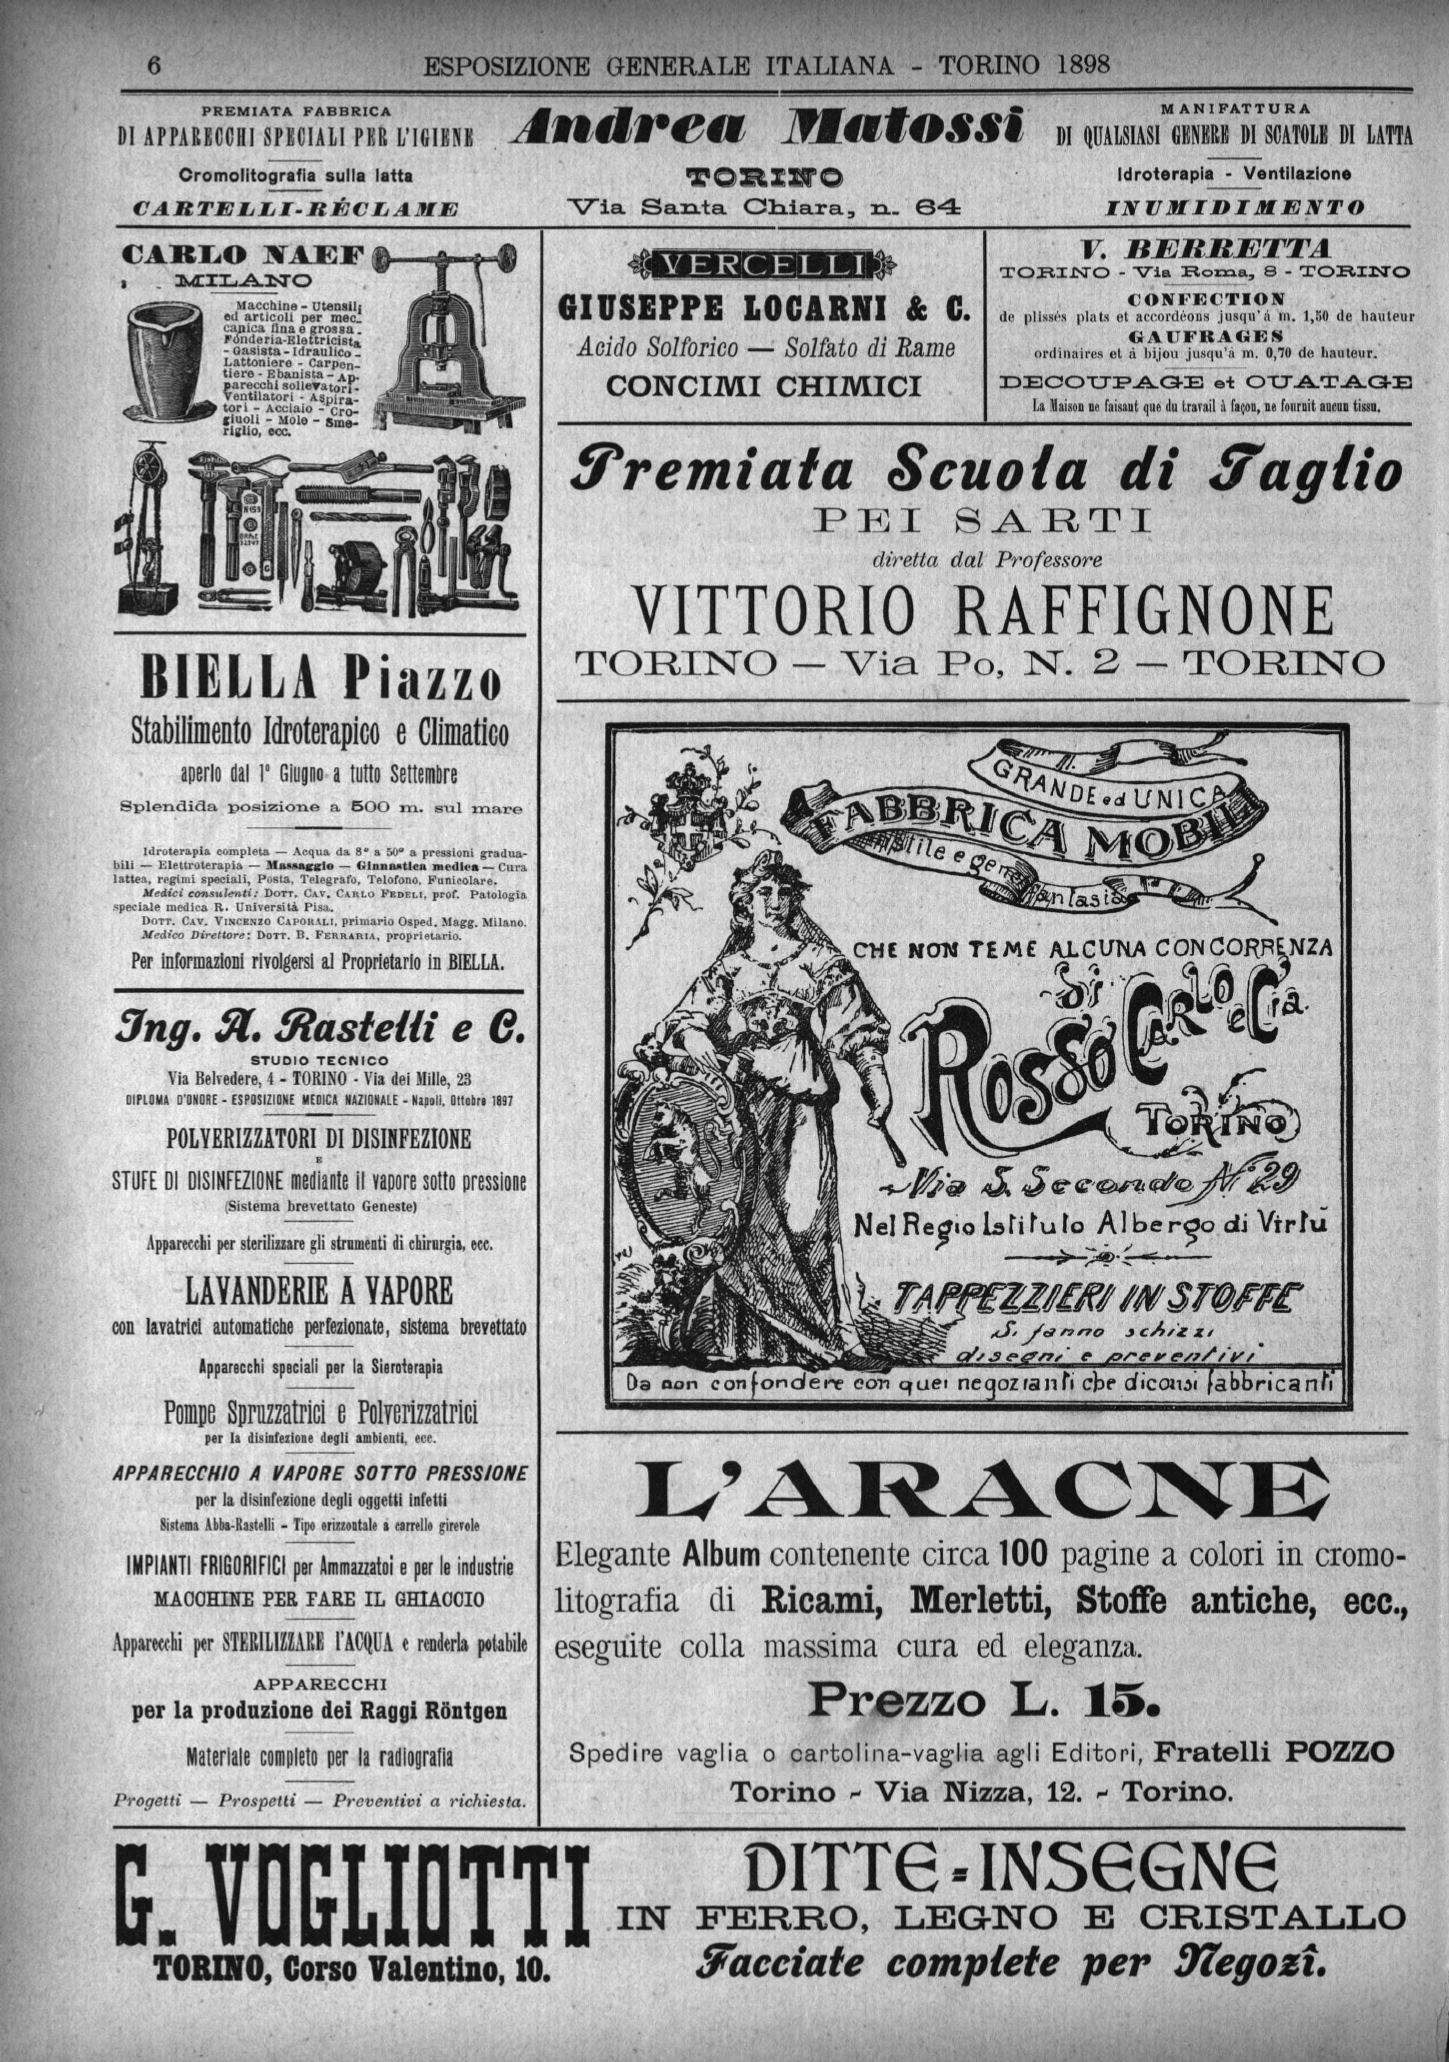 6
ESPOSIZIONE GENERALE ITALIANA - TORINO 1898
PREMIATA FABBRICA
DI APPARECCHI SPECIALI PER L'IGIENE
Cromolitografia sulla latta
CARTELLI-RÉCLAME
Andrea Matossi
TORINO
Via Santa Chiara, n. 64
MANIFATTURA
DI QUALSIASI GENERE DI SCATOLE DI LATTA
Idroterapia - Ventilazione
INUMIDIMENTO
CARLO NAEF
MILANO
Macchine - Utensili
ed articoli per mec-
canica fina e grossa.
Fonderia-Elettricista
- Gasista - Idraulico -
Lattoniere - Carpen-
tiere - Ebanista - Ap-
parecchi sollevatori -
Ventilatori - Aspira-
tori - Acciaio - Cro-
giuoli - Mole - Sme-
riglio, ecc.
BIELLA Piazzo
Stabilimento Idroterapico e Climatico
aperto dal 1º Giugno a tutto Settembre
Splendida posizione a 500 m. sul mare
Idroterapia completa — Acqua da 8º a 50º a pressioni gradua-
bili — Elettroterapia — Massaggio — Ginnastica medica — Cura
lattea, regimi speciali, Posta, Telegrafo, Telefono, Funicolare.
Medici consulenti: DOTT. CAV. CARLO FEDELI, prof. Patologia
speciale medica R. Università Pisa.
DOTT. CAV. VINCENZO CAPORALI, primario Osped. Magg. Milano.
Medico Direttore: DOTT. B. FERRARIA, proprietario.
Per informazioni rivolgersi al Proprietario in BIELLA.
Ing. A. Rastelli e C.
STUDIO TECNICO
Via Belvedere, 4 - TORINO - Via dei Mille, 23
DIPLOMA D'ONORE - ESPOSIZIONE MEDICA NAZIONALE - Napoli, Ottobre 1897
POLVERIZZATORI DI DISINFEZIONE
E
STUFE DI DISINFEZIONE mediante il vapore sotto pressione
(Sistema brevettato Geneste)
Apparecchi per sterilizzare gli strumenti di chirurgia, ecc.
LAVANDERIE A VAPORE
con lavatrici automatiche perfezionate, sistema brevettato
Apparecchi speciali per la Sieroterapia
Pompe Spruzzatrici e Polverizzatrici
per la disinfezione degli ambienti, ecc.
APPARECCHIO A VAPORE SOTTO PRESSIONE
per la disinfezione degli oggetti infetti
Sistema Abba-Rastelli - Tipo orizzontale a carrello girevole
IMPIANTI FRIGORIFICI per Ammazzatoi e per le industrie
MACCHINE PER FARE IL GHIACCIO
Apparecchi per STERILIZZARE l'ACQUA e renderla potabile
APPARECCHI
per la produzione dei Raggi Röntgen
Materiale completo per la radiografia
Progetti — Prospetti — Preventivi a richiesta.
VERCELLI
GIUSEPPE LOCARNI & C.
Acido Solforico — Solfato di Rame
CONCIMI CHIMICI
V. BERRETTA
TORINO - Via Roma, 8 - TORINO
CONFECTION
de plissés plats et accordéons jusqu'à m. 1,50 de hauteur
GAUFRAGES
ordinaires et à bijou jusqu'à m. 0,70 de hauteur.
DECOUPAGE et OUATAGE
La Maison ne faisant que du travail à façon, ne fournit aucun tissu.
Premiata Scuola di Taglio
PEI SARTI
diretta dal Professore
VITTORIO RAFFIGNONE
TORINO — Via Po, N. 2 — TORINO
GRANDE ed UNICA
FABBRICA MOBILI
stile e genere
fantasia
CHE NON TEME ALCUNA CONCORRENZA
di
ROSSO CARLO e Cia.
TORINO
Via S. Secondo N. 29
Nel Regio Istituto Albergo di Virtù
TAPPEZZIERI IN STOFFE
Si fanno schizzi
disegni e preventivi
Da non confondere con quei negozianti che diconsi fabbricanti
L'ARACNE
Elegante Album contenente circa 100 pagine a colori in cromo-
litografia di Ricami, Merletti, Stoffe antiche, ecc.,
eseguite colla massima cura ed eleganza.
Prezzo L. 15.
Spedire vaglia o cartolina-vaglia agli Editori, Fratelli POZZO
Torino - Via Nizza, 12. - Torino.
G. VOGLIOTTI
TORINO, Corso Valentino, 10.
DITTE=INSEGNE
IN FERRO, LEGNO E CRISTALLO
Facciate complete per Negozî.